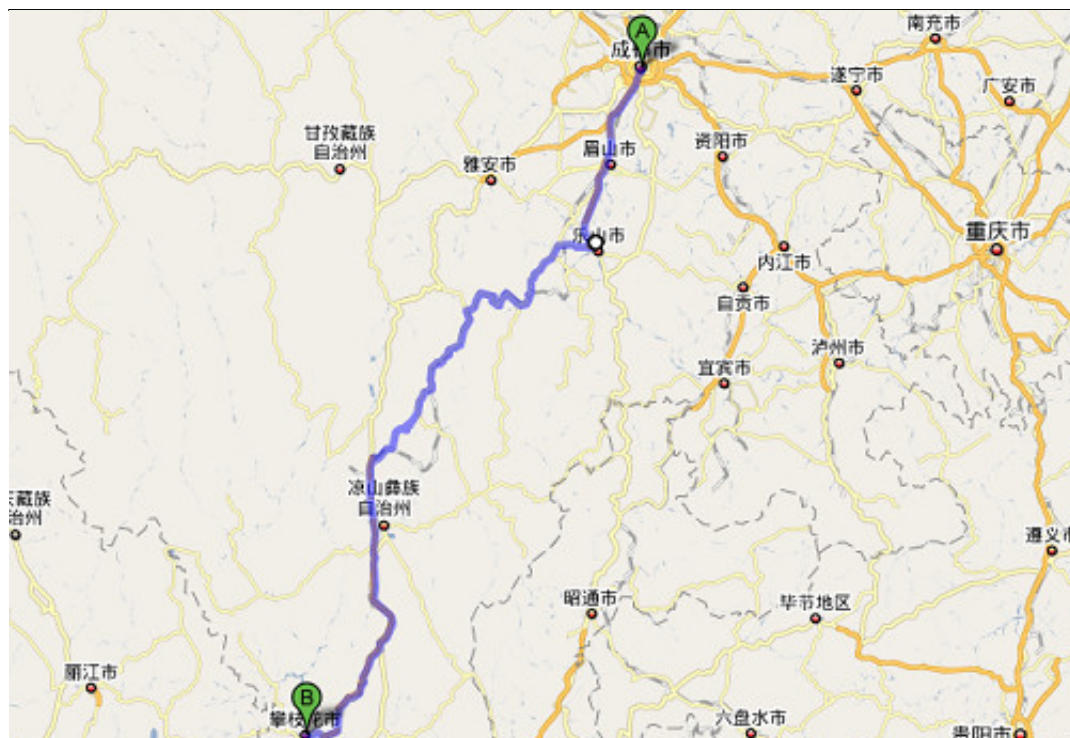 南充市
A
成都市
遂宁市
广安市
甘孜藏族
自治州
雅安市
眉山市
资阳市
乐山市
重庆市
内江市
自贡市
泸州市
宜宾市
凉山彝族
自治州
藏族
治州
遵义市
昭通市
毕节地区
丽江市
B
攀枝花市
六盘水市
贵阳市